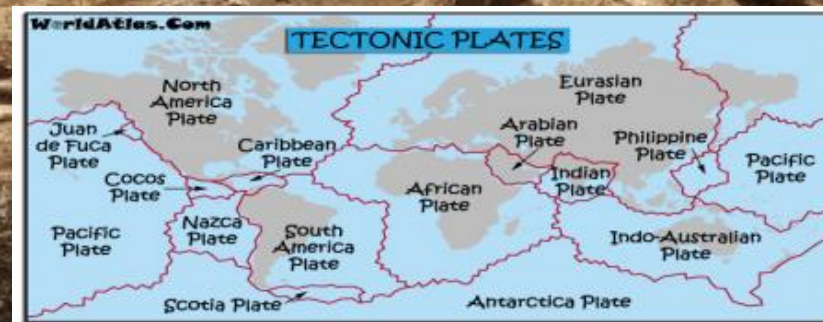 WorldAtlas.Com
TECTONIC PLATES
North
America
Plate
Eurasian
Plate
Juan
de Fuca
Plate
Caribbean
Plate
Arabian
Plate
Philippine
Plate
Cocos
Plate
African
Plate
Indian
Plate
Pacific
Plate
Pacific
Plate
Nazca
Plate
South
America
Plate
Indo-Australian
Plate
Scotia Plate
Antarctica Plate